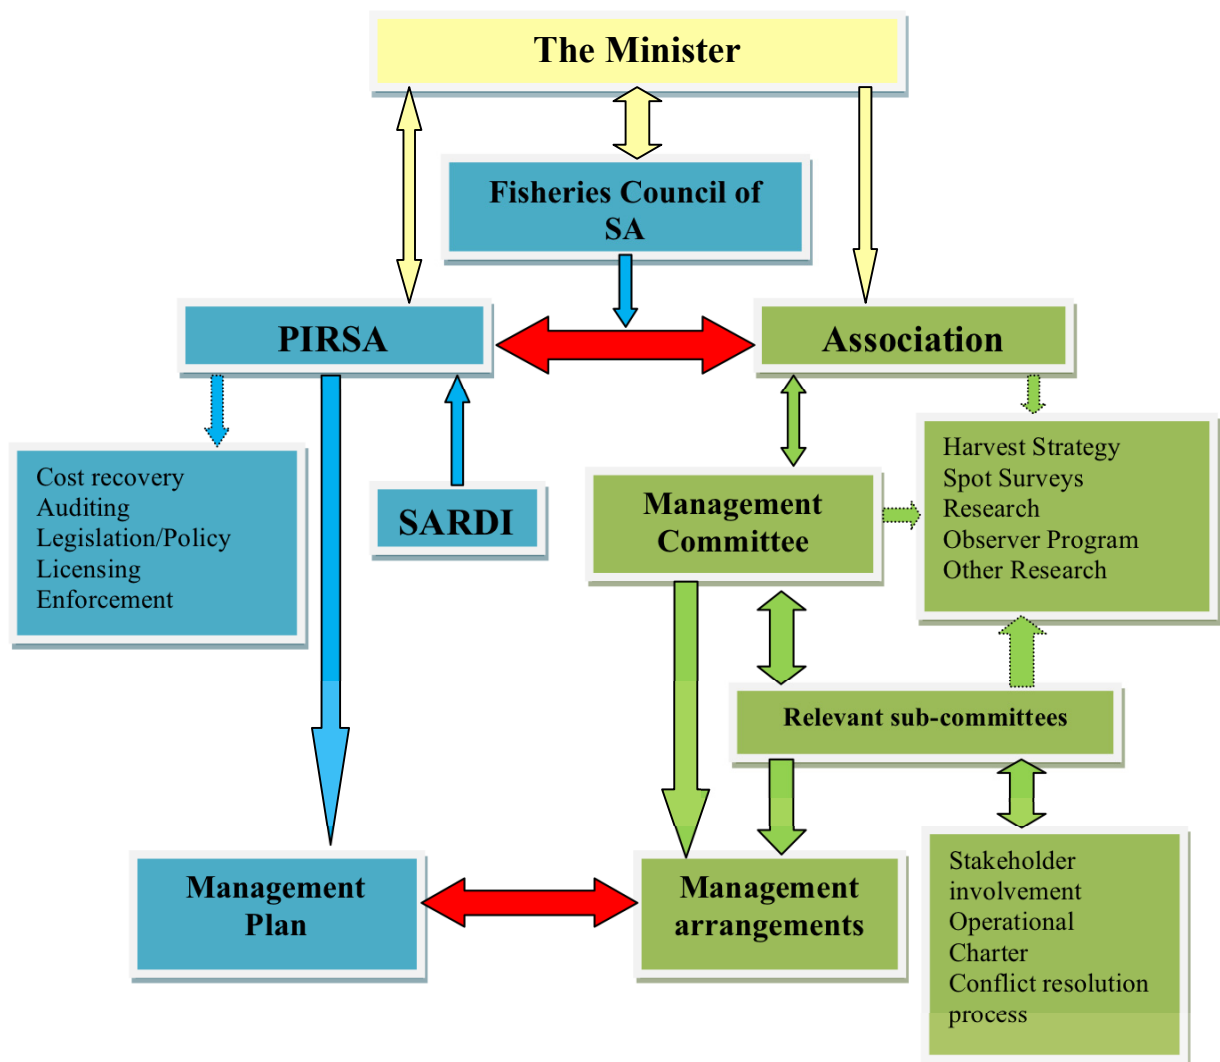 The Minister
Fisheries Council of
SA
PIRSA
Association
Cost recovery
Auditing
Legislation/Policy
Licensing
Enforcement
SARDI
Management
Committee
Harvest Strategy
Spot Surveys
Research
Observer Program
Other Research
Relevant sub-committees
Management
Plan
Management
arrangements
Stakeholder
involvement
Operational
Charter
Conflict resolution
process